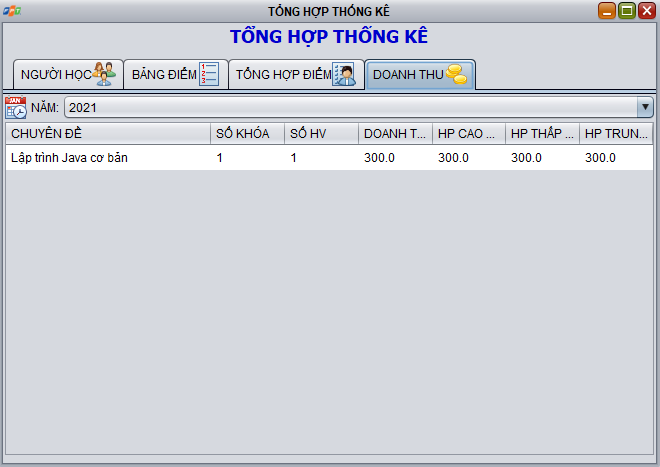 TỔNG HỢP THỐNG KÊ
TỔNG HỢP THỐNG KÊ
NGƯỜI HỌC BẢNG ĐIỂM TỔNG HỢP ĐIỂM DOANH THU
NĂM: 2021
CHUYÊN ĐỀ SỐ KHÓA SỐ HV DOANH T... HP CAO ... HP THẤP ... HP TRUN...
Lập trình Java cơ bản 1 1 300.0 300.0 300.0 300.0